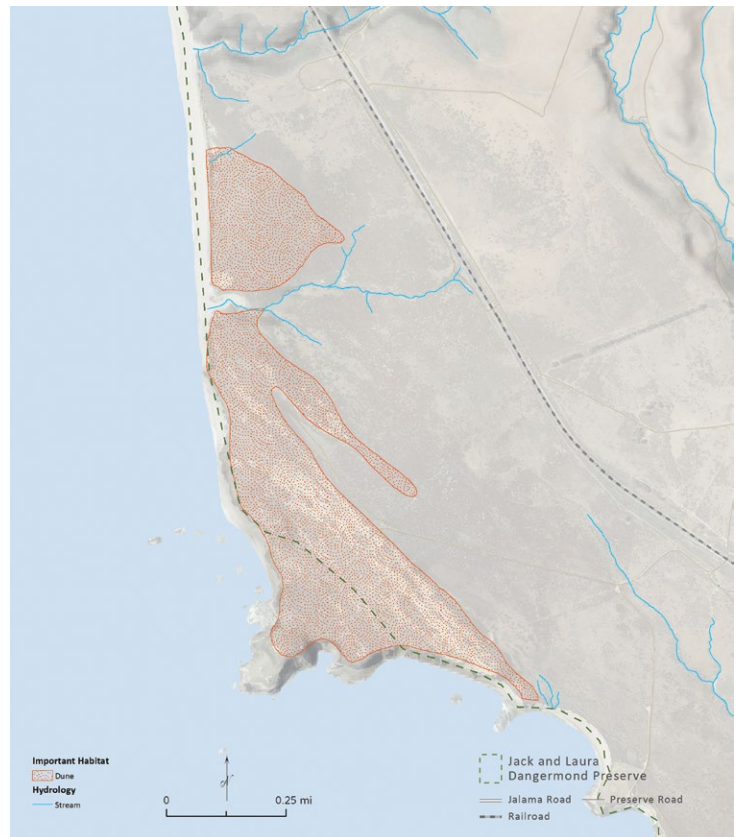 Important Habitat
Dune
Hydrology
Stream
N
0
0.25 mi
Jack and Laura
Dangermond Preserve
Jalama Road
Preserve Road
Railroad